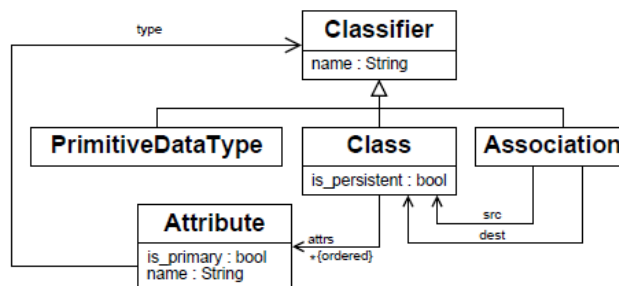 type
Classifier
name : String
PrimitiveDataType
Class
Association
is_persistent : bool
src
dest
Attribute
attrs
*{ordered}
is_primary : bool
name : String